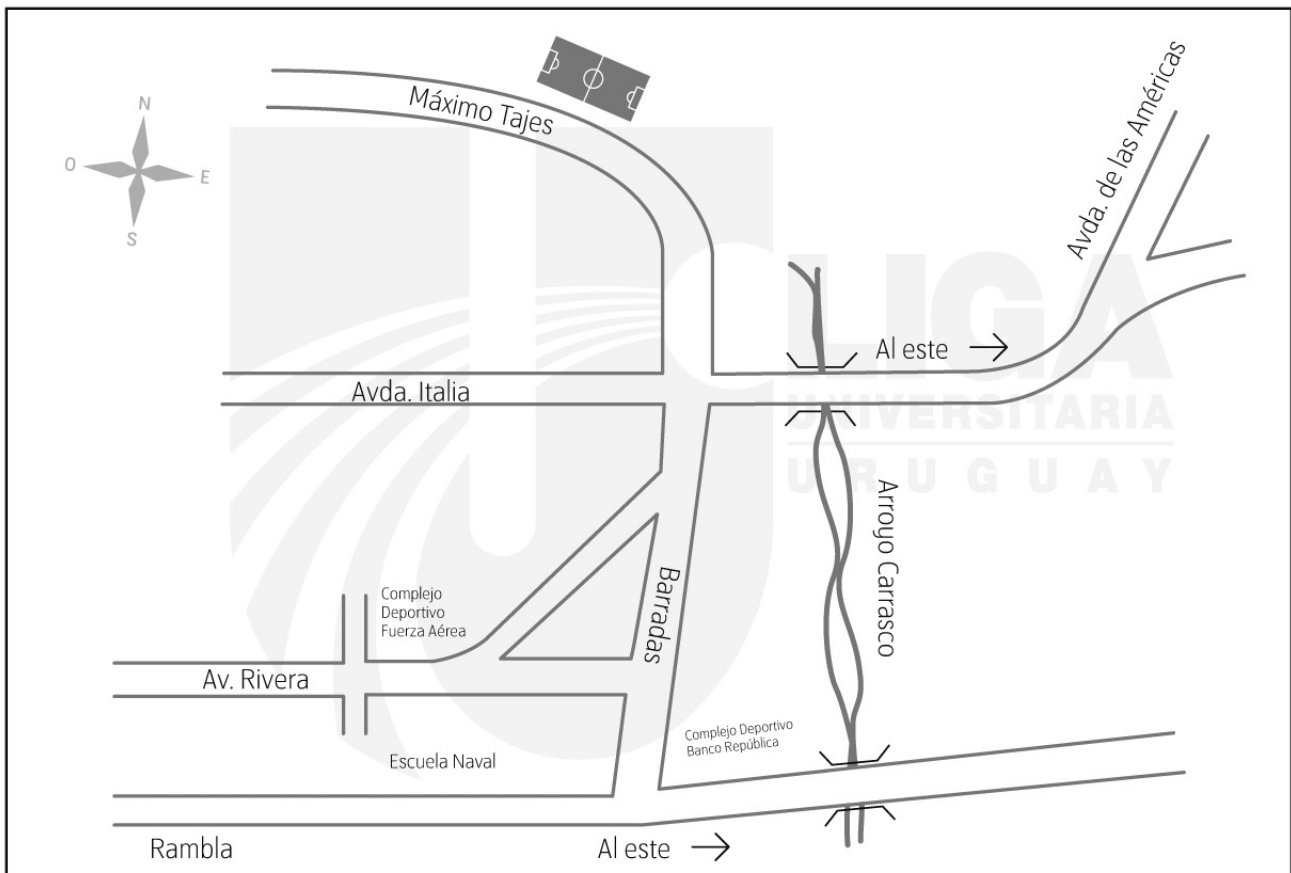 Máximo Tajes
Avda. de las Américas
N
O
E
S
LIGA
UNIVERSITARIA
URUGUAY
Al este
Avda. Italia
Arroyo Carrasco
Barradas
Complejo
Deportivo
Fuerza Aérea
Av. Rivera
Complejo Deportivo
Banco República
Escuela Naval
Rambla
Al este